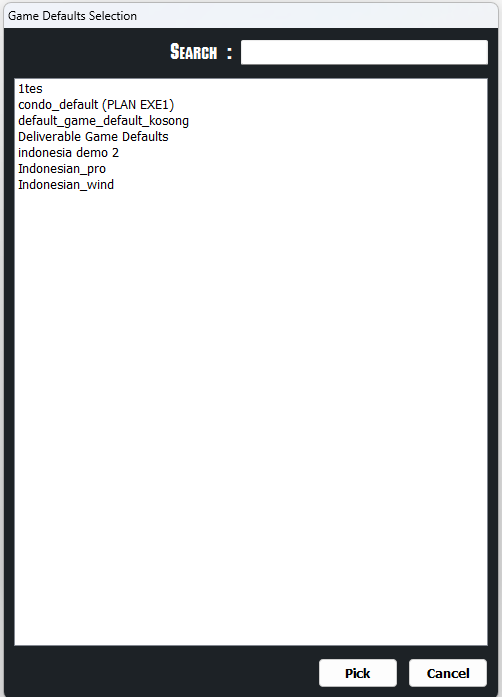 Game Defaults Selection
SEARCH :
1tes
condo_default (PLAN EXE1)
default_game_default_kosong
Deliverable Game Defaults
indonesia demo 2
Indonesian_pro
Indonesian_wind
Pick
Cancel